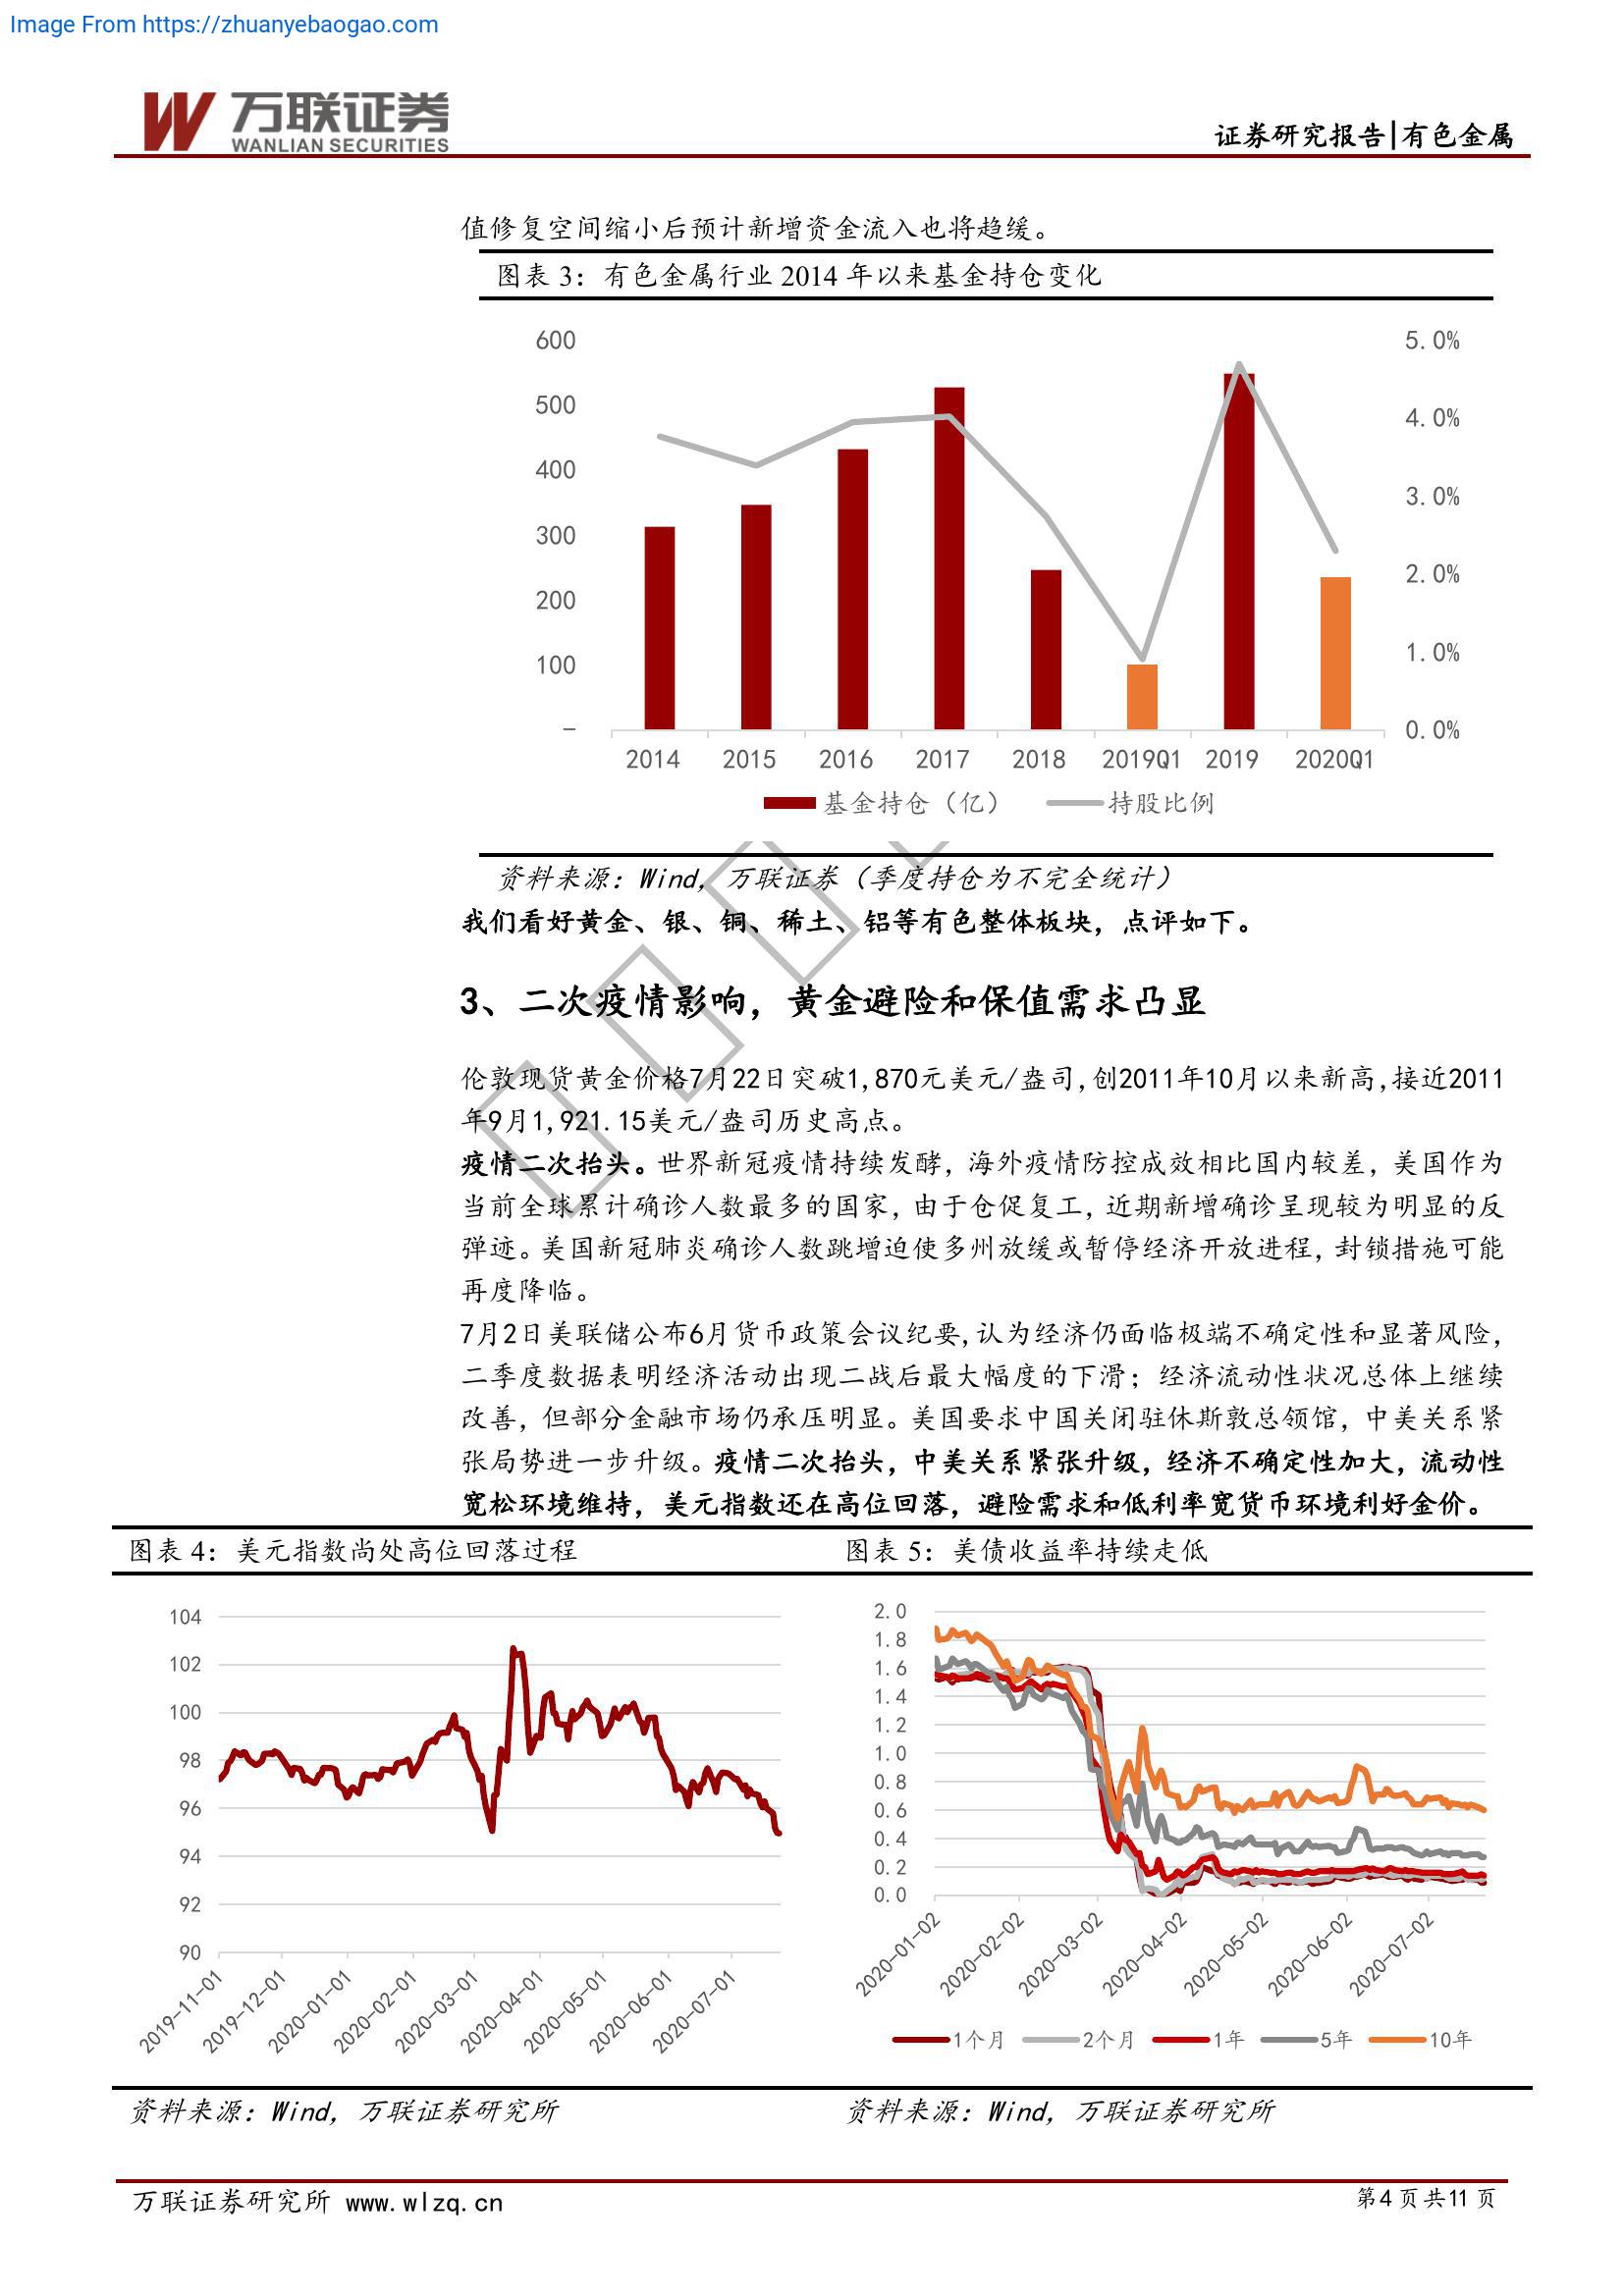 Image From https://zhuanyebaogao.com
万联证券
WANLIAN SECURITIES
证券研究报告|有色金属
值修复空间缩小后预计新增资金流入也将趋缓。
图表 3：有色金属行业 2014 年以来基金持仓变化
600
500
400
300
200
100
–
5.0%
4.0%
3.0%
2.0%
1.0%
0.0%
2014 2015 2016 2017 2018 2019Q1 2019 2020Q1
基金持仓（亿） 持股比例
资料来源：Wind，万联证券（季度持仓为不完全统计）
我们看好黄金、银、铜、稀土、铝等有色整体板块，点评如下。
3、二次疫情影响，黄金避险和保值需求凸显
伦敦现货黄金价格7月22日突破1,870元美元/盎司,创2011年10月以来新高,接近2011
年9月1,921.15美元/盎司历史高点。
疫情二次抬头。世界新冠疫情持续发酵，海外疫情防控成效相比国内较差，美国作为
当前全球累计确诊人数最多的国家，由于仓促复工，近期新增确诊呈现较为明显的反
弹迹。美国新冠肺炎确诊人数跳增迫使多州放缓或暂停经济开放进程，封锁措施可能
再度降临。
7月2日美联储公布6月货币政策会议纪要,认为经济仍面临极端不确定性和显著风险，
二季度数据表明经济活动出现二战后最大幅度的下滑；经济流动性状况总体上继续
改善，但部分金融市场仍承压明显。美国要求中国关闭驻休斯敦总领馆，中美关系紧
张局势进一步升级。疫情二次抬头，中美关系紧张升级，经济不确定性加大，流动性
宽松环境维持，美元指数还在高位回落，避险需求和低利率宽货币环境利好金价。
图表 4：美元指数尚处高位回落过程
104
102
100
98
96
94
92
90
2019-11-01 2019-12-01 2020-01-01 2020-02-01 2020-03-01 2020-04-01 2020-05-01 2020-06-01 2020-07-01
资料来源：Wind，万联证券研究所
图表 5：美债收益率持续走低
2.0
1.8
1.6
1.4
1.2
1.0
0.8
0.6
0.4
0.2
0.0
2020-01-02 2020-02-02 2020-03-02 2020-04-02 2020-05-02 2020-06-02 2020-07-02
1个月 2个月 1年 5年 10年
资料来源：Wind，万联证券研究所
万联证券研究所 www.wlzq.cn
第4页共11页